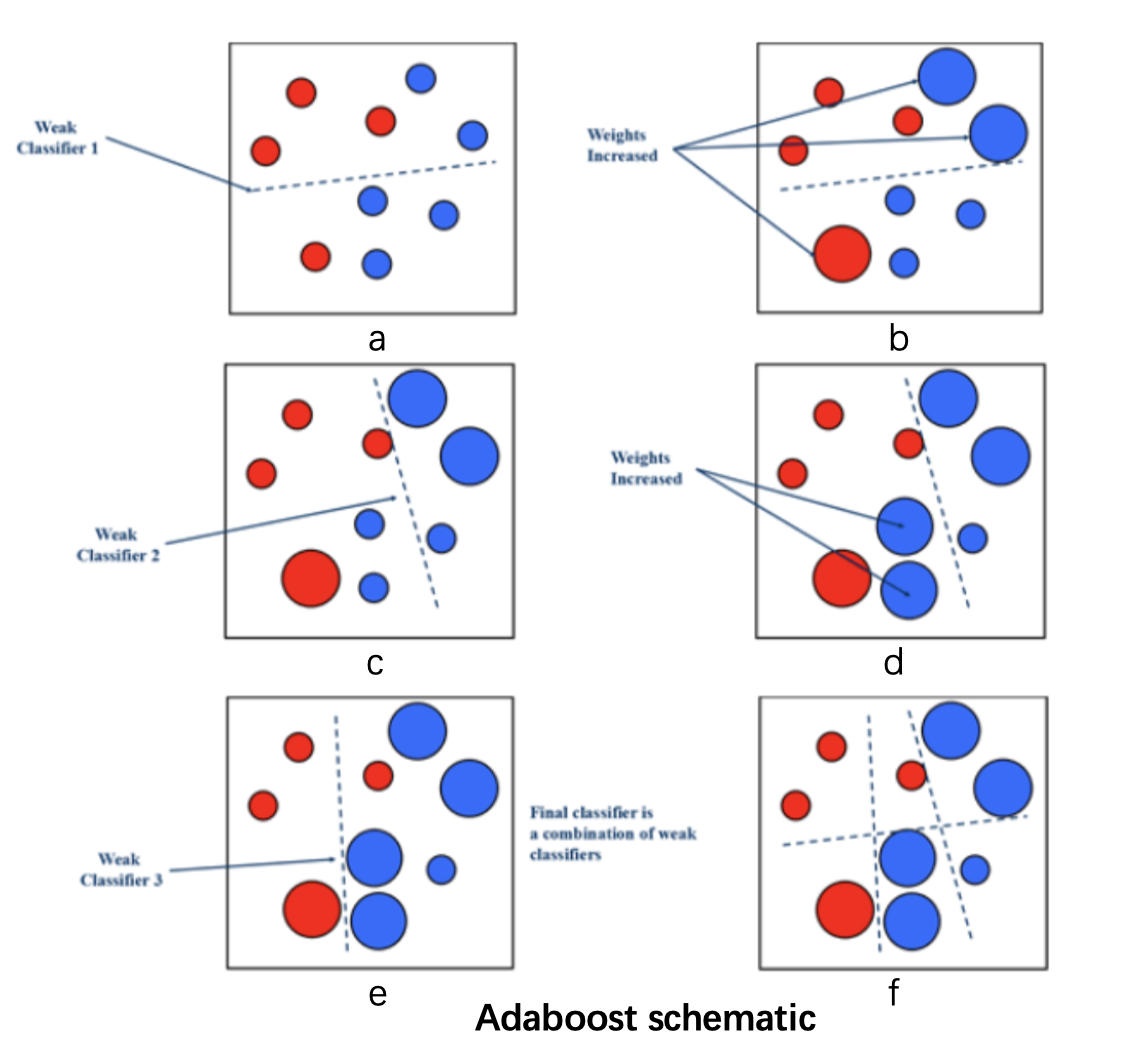 Weak
Classifier 1
a
Weights
Increased
b
Weak
Classifier 2
c
Weights
Increased
d
Weak
Classifier 3
e
Final classifier is
a combination of weak
classifiers
f
Adaboost schematic